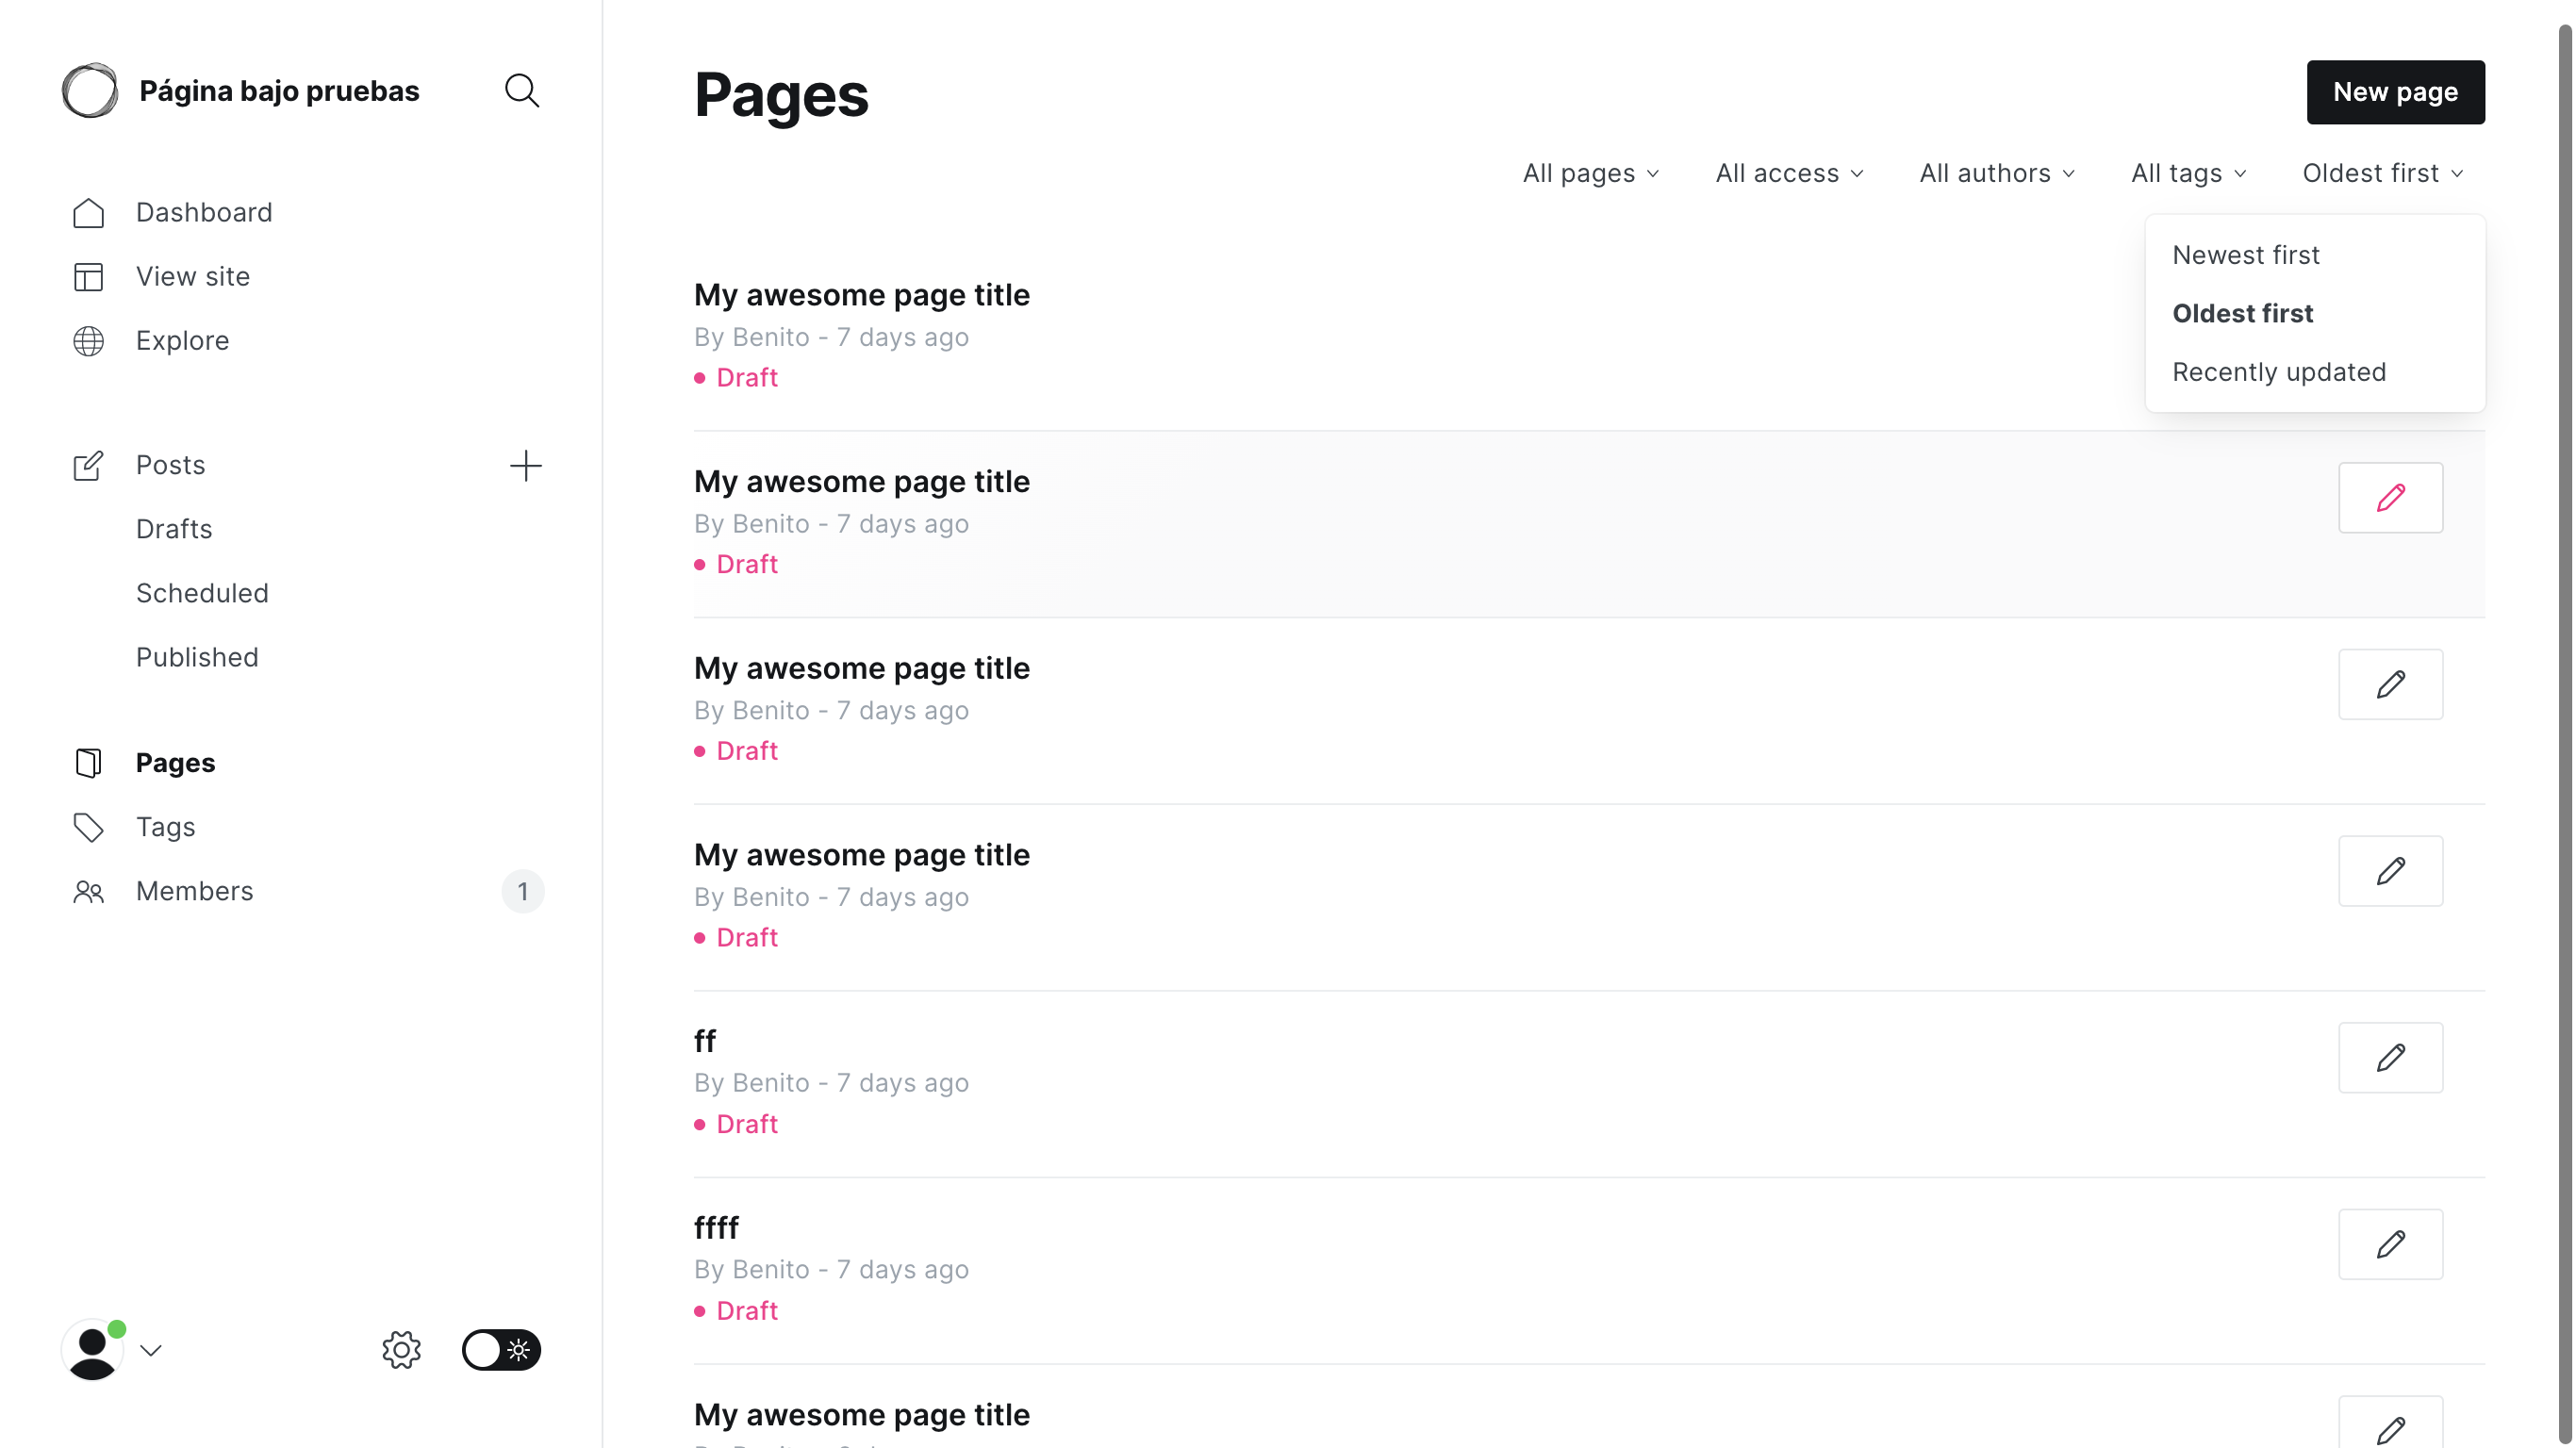 Página bajo pruebas
Dashboard
View site
Explore
Posts
Drafts
Scheduled
Published
Pages
Tags
Members
1
Pages
New page
All pages
All access
All authors
All tags
Oldest first
Newest first
Oldest first
Recently updated
My awesome page title
By Benito - 7 days ago
Draft
My awesome page title
By Benito - 7 days ago
Draft
My awesome page title
By Benito - 7 days ago
Draft
My awesome page title
By Benito - 7 days ago
Draft
ff
By Benito - 7 days ago
Draft
ffff
By Benito - 7 days ago
Draft
My awesome page title